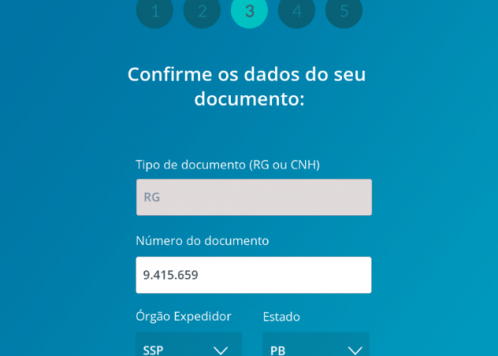 1 2 3 4 5
Confirme os dados do seu
documento:
Tipo de documento (RG ou CNH)
RG
Número do documento
9.415.659
Órgão Expedidor Estado
SSP PB